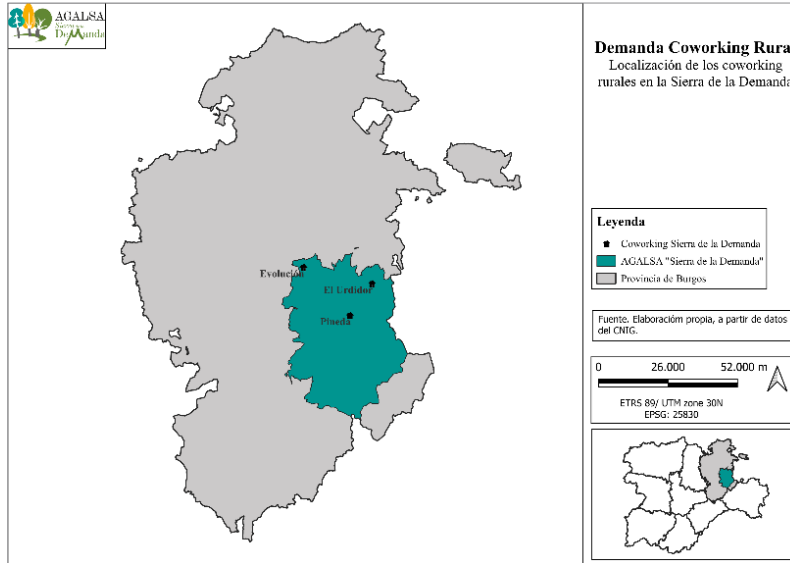 AGALSA
Sierra de la
DeManda
Demanda Coworking Rura
Localización de los coworking
rurales en la Sierra de la Demanda
Evolución
El Urdidor
Pineda
Leyenda
Coworking Sierra de la Demanda
AGALSA "Sierra de la Demanda"
Provincia de Burgos
Fuente. Elaboración propia, a partir de datos
del CNIG.
0 26.000 52.000 m
ETRS 89/ UTM zone 30N
EPSG: 25830